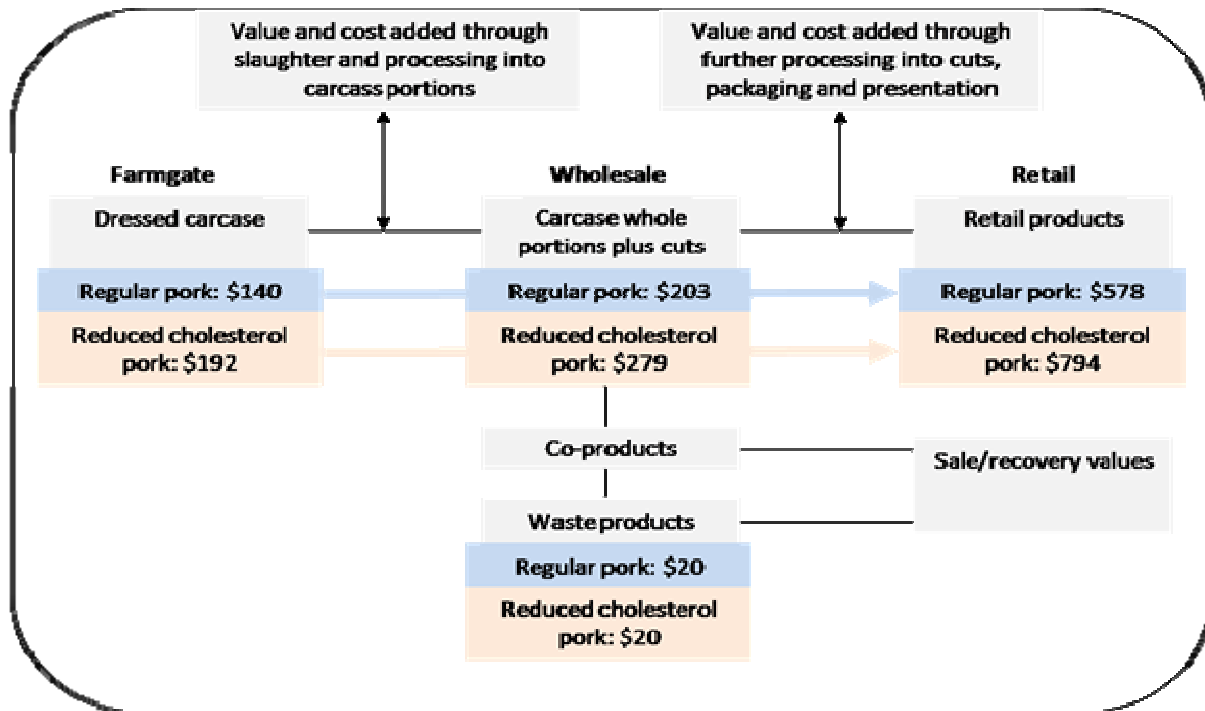 Value and cost added through
slaughter and processing into
carcass portions
Value and cost added through
further processing into cuts,
packaging and presentation
Farmgate
Wholesale
Retail
Dressed carcase
Carcase whole
portions plus cuts
Retail products
Regular pork: $140
Regular pork: $203
Regular pork: $578
Reduced cholesterol
pork: $192
Reduced cholesterol
pork: $279
Reduced cholesterol
pork: $794
Co-products
Sale/recovery values
Waste products
Regular pork: $20
Reduced cholesterol
pork: $20